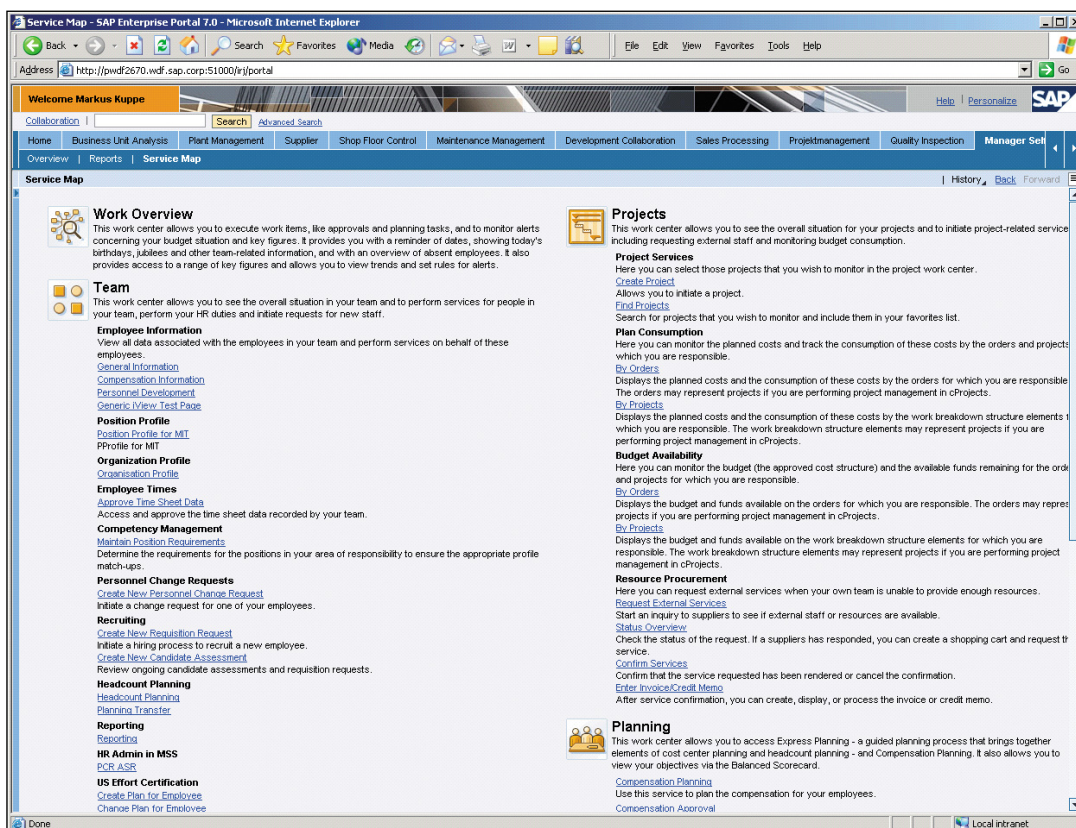 Service Map - SAP Enterprise Portal 7.0 - Microsoft Internet Explorer
Back Search Favorites Media File Edit View Favorites Tools Help
Address http://pwdf2670.wdf.sap.corp:51000/irj/portal Go
Welcome Markus Kuppe Help | Personalize SAP
Collaboration | Search Advanced Search
Home Business Unit Analysis Plant Management Supplier Shop Floor Control Maintenance Management Development Collaboration Sales Processing Projektmanagement Quality Inspection Manager Sel
Overview | Reports | Service Map
Service Map | History Back Forward
Work Overview
This work center allows you to execute work items, like approvals and planning tasks, and to monitor alerts
concerning your budget situation and key figures. It provides you with a reminder of dates, showing today's
birthdays, jubilees and other team-related information, and with an overview of absent employees. It also
provides access to a range of key figures and allows you to view trends and set rules for alerts.
Team
This work center allows you to see the overall situation in your team and to perform services for people in
your team, perform your HR duties and initiate requests for new staff.
Employee Information
View all data associated with the employees in your team and perform services on behalf of these
employees.
General Information
Compensation Information
Personnel Development
Generic iView Test Page
Position Profile
Position Profile for MIT
PProfile for MIT
Organization Profile
Organisation Profile
Employee Times
Approve Time Sheet Data
Access and approve the time sheet data recorded by your team.
Competency Management
Maintain Position Requirements
Determine the requirements for the positions in your area of responsibility to ensure the appropriate profile
match-ups.
Personnel Change Requests
Create New Personnel Change Request
Initiate a change request for one of your employees.
Recruiting
Create New Requisition Request
Initiate a hiring process to recruit a new employee.
Create New Candidate Assessment
Review ongoing candidate assessments and requisition requests.
Headcount Planning
Headcount Planning
Planning Transfer
Reporting
Reporting
HR Admin in MSS
PCR ASR
US Effort Certification
Create Plan for Employee
Change Plan for Employee
Projects
This work center allows you to see the overall situation for your projects and to initiate project-related service
including requesting external staff and monitoring budget consumption.
Project Services
Here you can select those projects that you wish to monitor in the project work center.
Create Project
Allows you to initiate a project.
Find Projects
Search for projects that you wish to monitor and include them in your favorites list.
Plan Consumption
Here you can monitor the planned costs and track the consumption of these costs by the orders and projects
which you are responsible.
By Orders
Displays the planned costs and the consumption of these costs by the orders for which you are responsible
The orders may represent projects if you are performing project management in cProjects.
By Projects
Displays the planned costs and the consumption of these costs by the work breakdown structure elements
which you are responsible. The work breakdown structure elements may represent projects if you are
performing project management in cProjects.
Budget Availability
Here you can monitor the budget (the approved cost structure) and the available funds remaining for the orde
and projects for which you are responsible.
By Orders
Displays the budget and funds available on the orders for which you are responsible. The orders may repres
projects if you are performing project management in cProjects.
By Projects
Displays the budget and funds available on the work breakdown structure elements for which you are
responsible. The work breakdown structure elements may represent projects if you are performing project
management in cProjects.
Resource Procurement
Here you can request external services when your own team is unable to provide enough resources.
Request External Services
Start an inquiry to suppliers to see if external staff or resources are available.
Status Overview
Check the status of the request. If a suppliers has responded, you can create a shopping cart and request th
service.
Confirm Services
Confirm that the service requested has been rendered or cancel the confirmation.
Enter Invoice/Credit Memo
After service confirmation, you can create, display, or process the invoice or credit memo.
Planning
This work center allows you to access Express Planning - a guided planning process that brings together
elements of cost center planning and headcount planning - and Compensation Planning. It also allows you to
view your objectives via the Balanced Scorecard.
Compensation Planning
Use this service to plan the compensation for your employees.
Compensation Approval
Done Local intranet